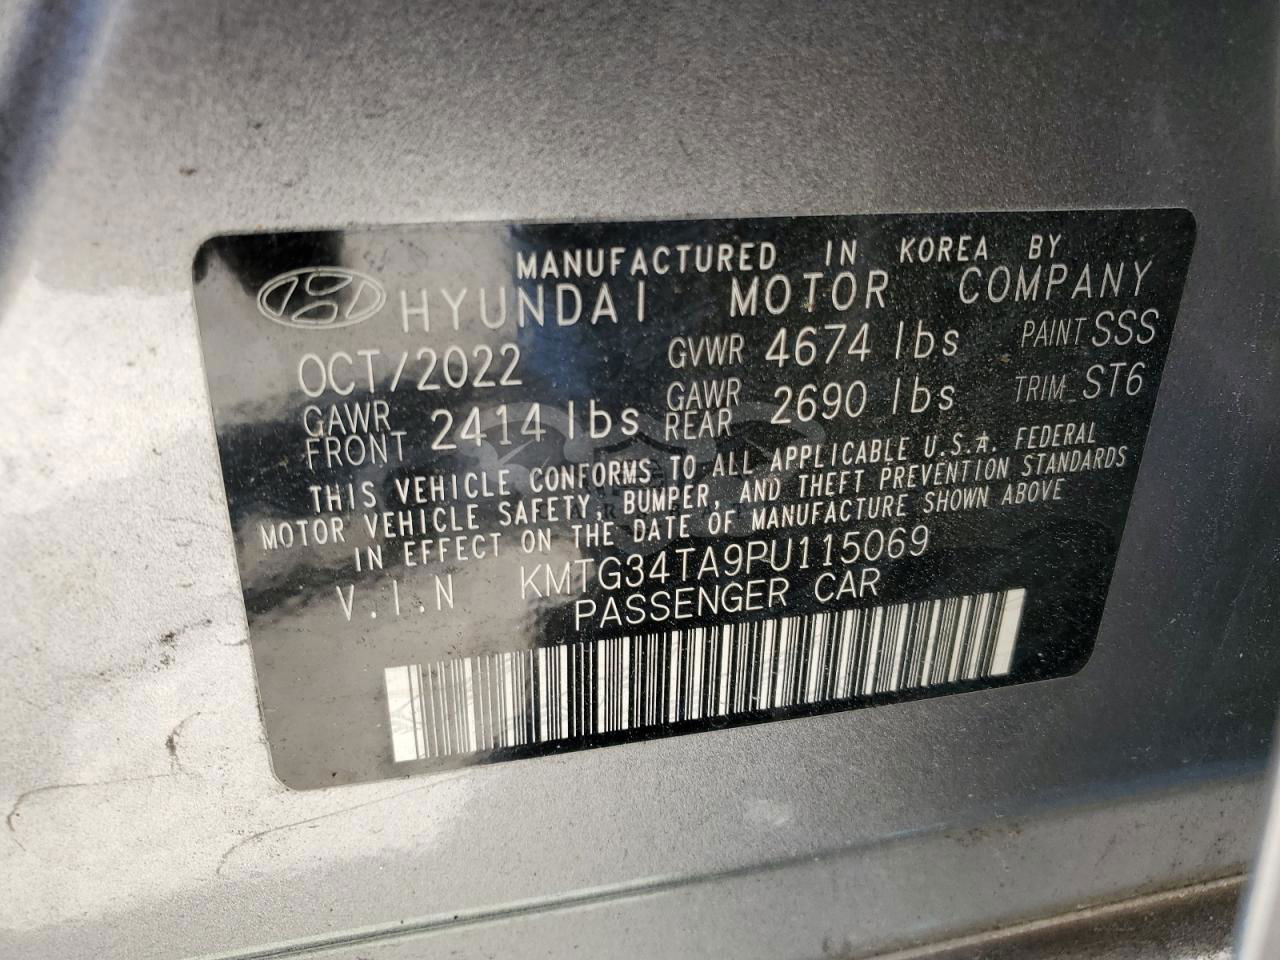 MANUFACTURED IN KOREA BY
HYUNDAI MOTOR COMPANY
OCT/2022 GVWR 4674 lbs PAINT SSS
GAWR FRONT 2414 lbs GAWR REAR 2690 lbs TRIM ST6
THIS VEHICLE CONFORMS TO ALL APPLICABLE U.S.A. FEDERAL
MOTOR VEHICLE SAFETY, BUMPER, AND THEFT PREVENTION STANDARDS
IN EFFECT ON THE DATE OF MANUFACTURE SHOWN ABOVE
V.I.N KMTG34TA9PU115069
PASSENGER CAR